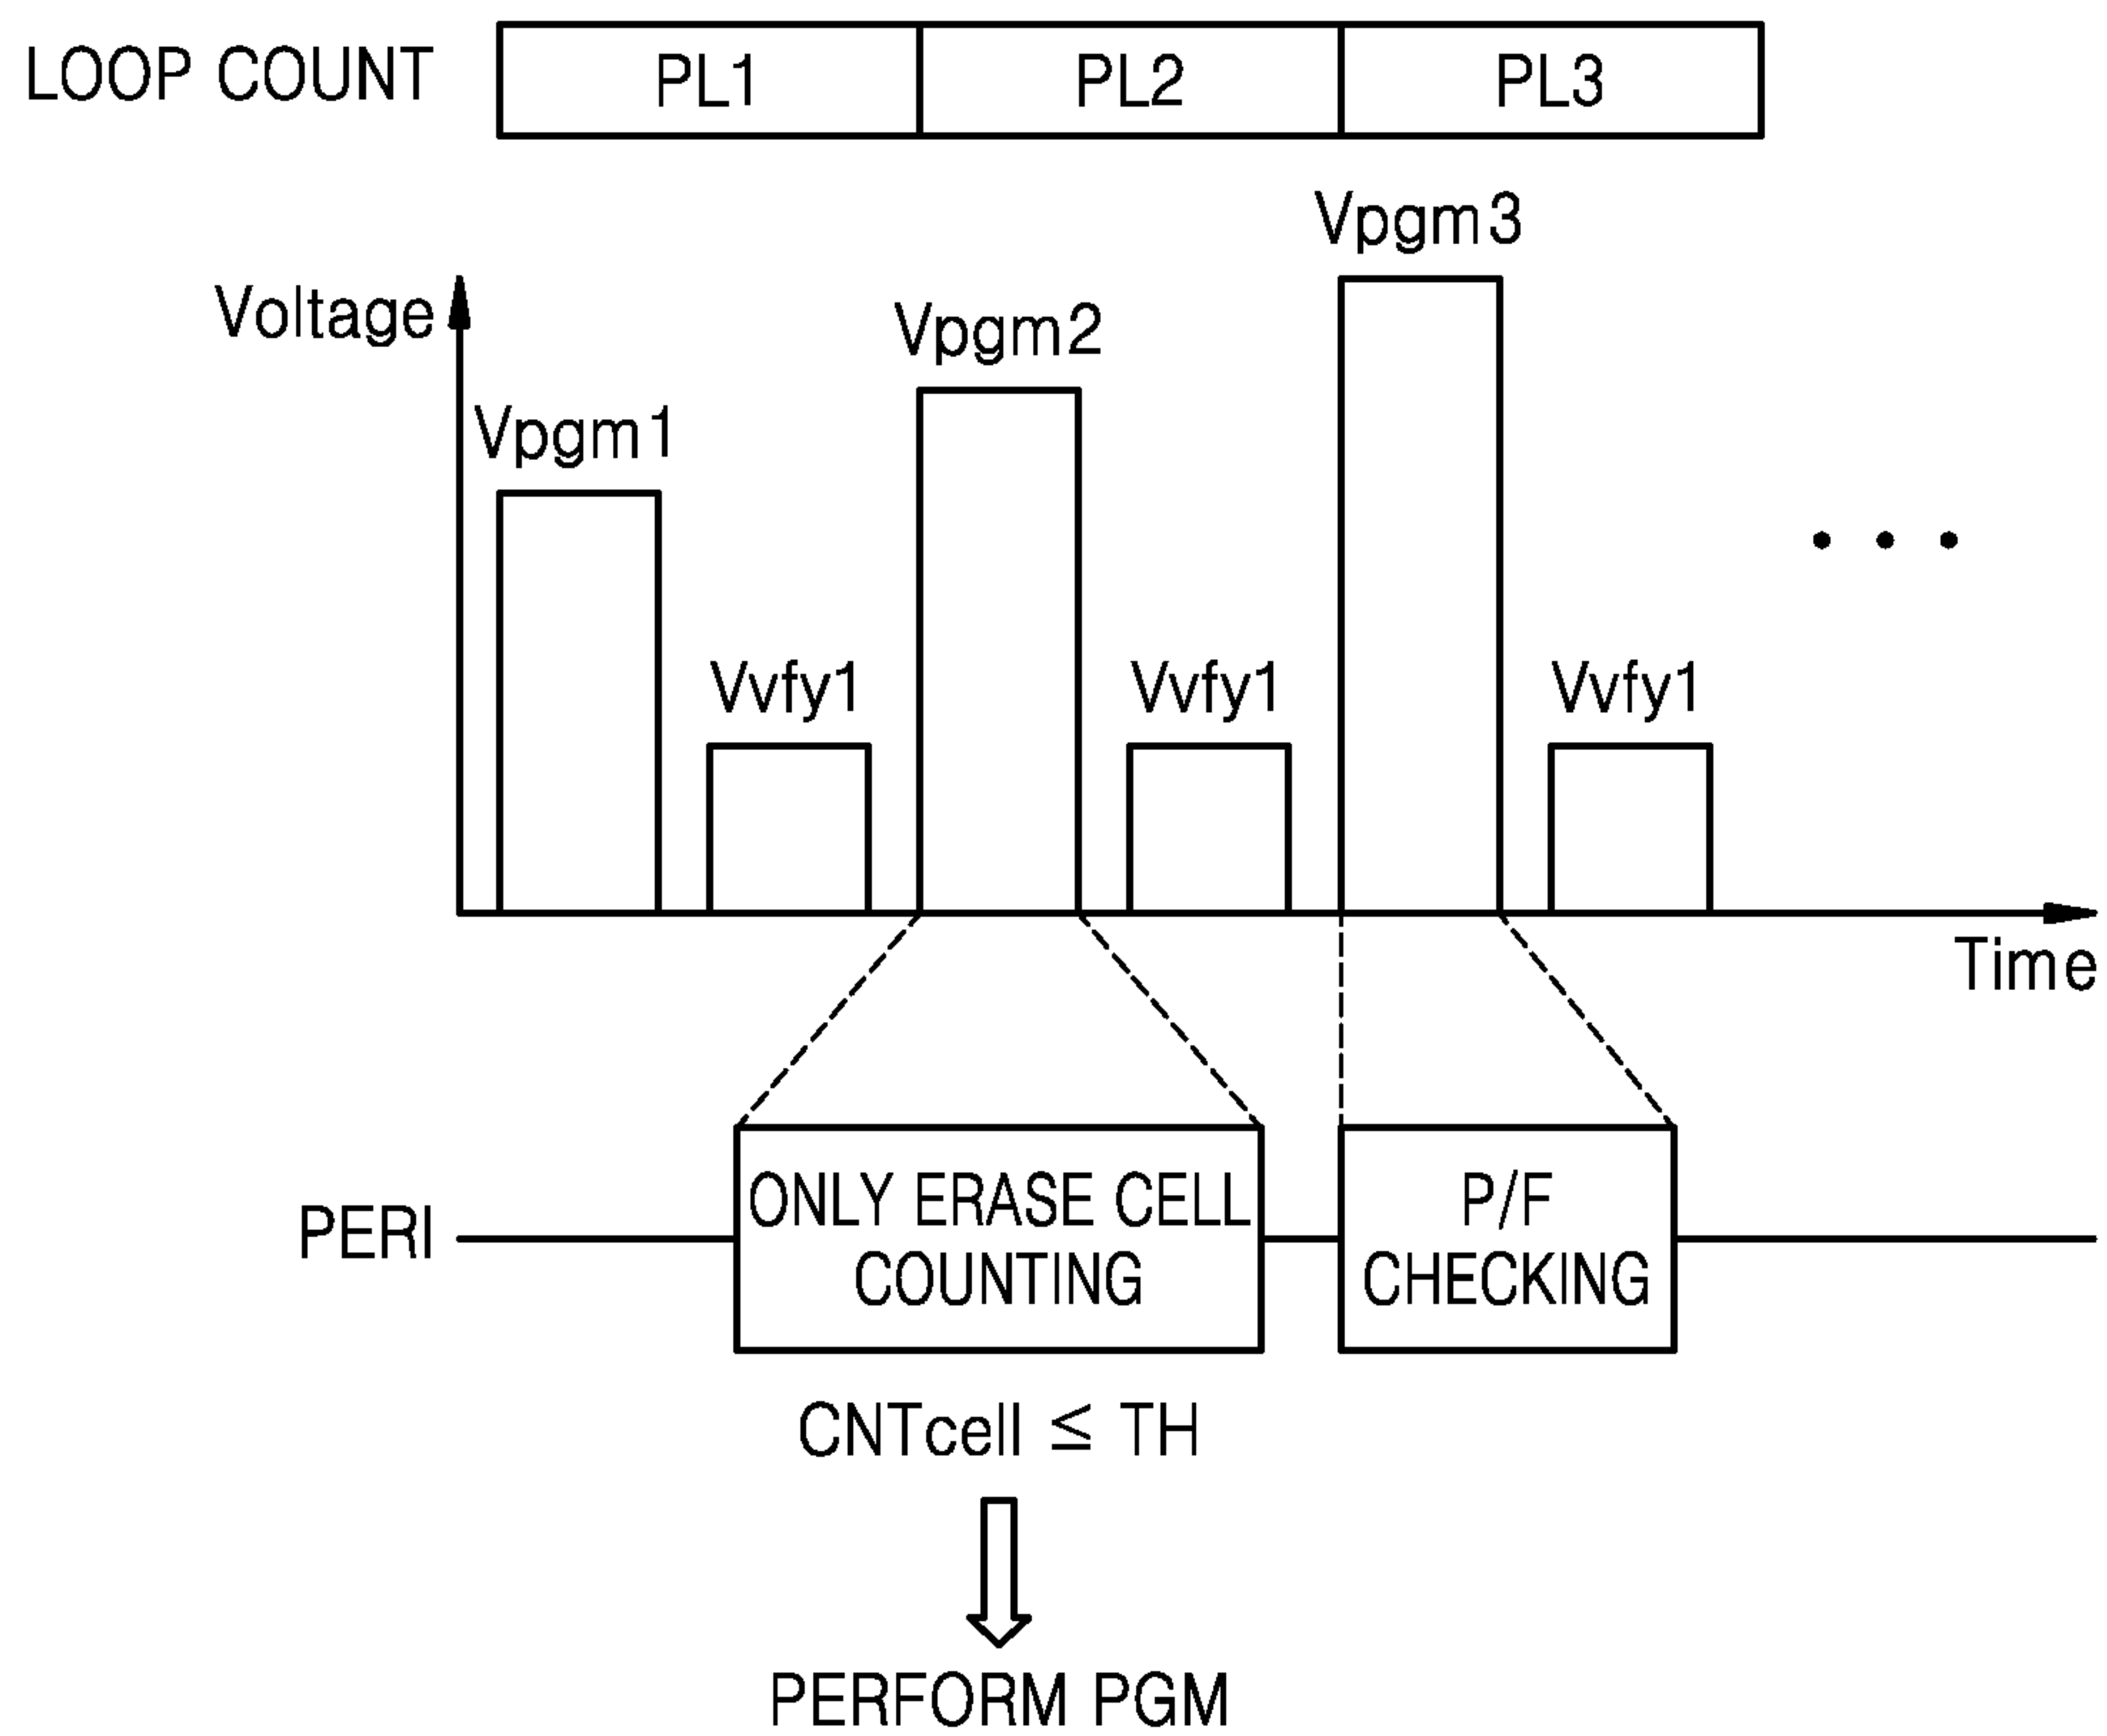 LOOP COUNT PL1 PL2 PL3
Vpgm3
Voltage
Vpgm2
Vpgm1
Vvfy1 Vvfy1 Vvfy1
Time
ONLY ERASE CELL
COUNTING
P/F
CHECKING
PERI
CNTcell ≤ TH
PERFORM PGM